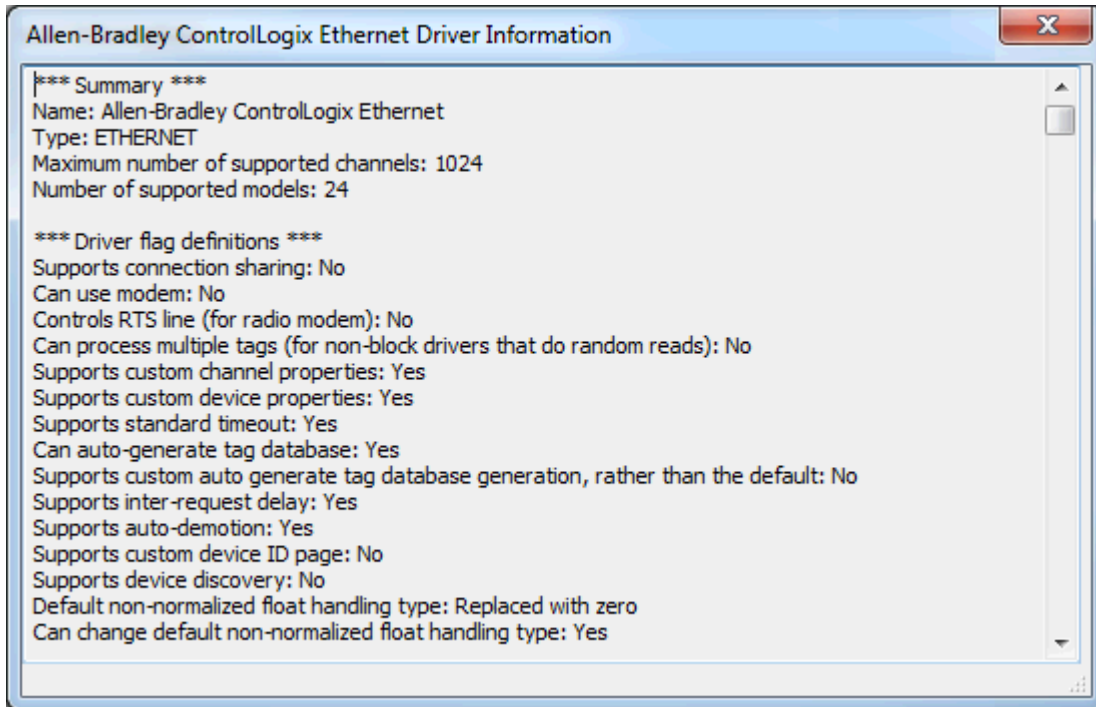 Allen-Bradley ControlLogix Ethernet Driver Information
*** Summary ***
Name: Allen-Bradley ControlLogix Ethernet
Type: ETHERNET
Maximum number of supported channels: 1024
Number of supported models: 24
*** Driver flag definitions ***
Supports connection sharing: No
Can use modem: No
Controls RTS line (for radio modem): No
Can process multiple tags (for non-block drivers that do random reads): No
Supports custom channel properties: Yes
Supports custom device properties: Yes
Supports standard timeout: Yes
Can auto-generate tag database: Yes
Supports custom auto generate tag database generation, rather than the default: No
Supports inter-request delay: Yes
Supports auto-demotion: Yes
Supports custom device ID page: No
Supports device discovery: No
Default non-normalized float handling type: Replaced with zero
Can change default non-normalized float handling type: Yes